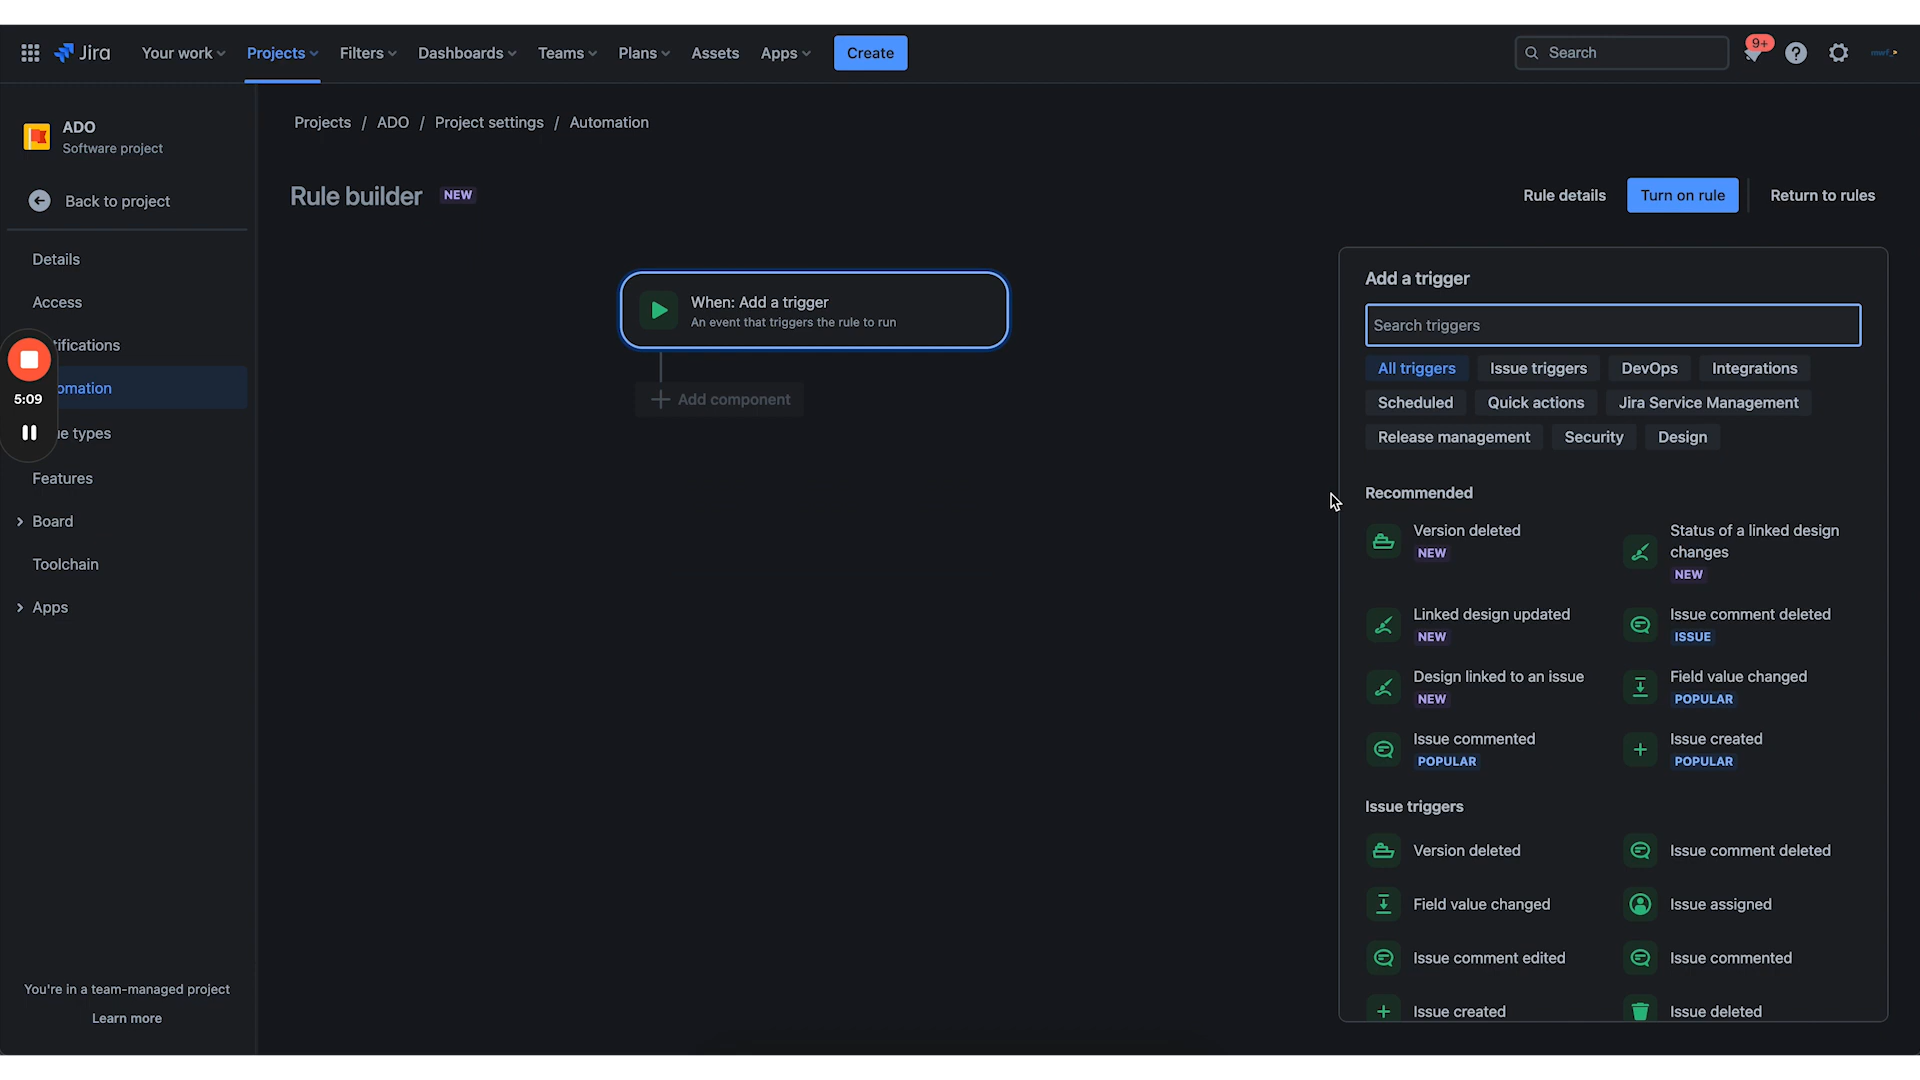 Jira
Your work
Projects
Filters
Dashboards
Teams
Plans
Assets
Apps
Create
Search
9+
ADO
Software project
Back to project
Details
Access
ifications
omation
e types
Features
Board
Toolchain
Apps
5:09
You're in a team-managed project
Learn more
Projects / ADO / Project settings / Automation
Rule builder NEW
Rule details
Turn on rule
Return to rules
When: Add a trigger
An event that triggers the rule to run
Add component
Add a trigger
Search triggers
All triggers Issue triggers DevOps Integrations
Scheduled Quick actions Jira Service Management
Release management Security Design
Recommended
Version deleted
NEW
Status of a linked design
changes
NEW
Linked design updated
NEW
Issue comment deleted
ISSUE
Design linked to an issue
NEW
Field value changed
POPULAR
Issue commented
POPULAR
Issue created
POPULAR
Issue triggers
Version deleted
Issue comment deleted
Field value changed
Issue assigned
Issue comment edited
Issue commented
Issue created
Issue deleted